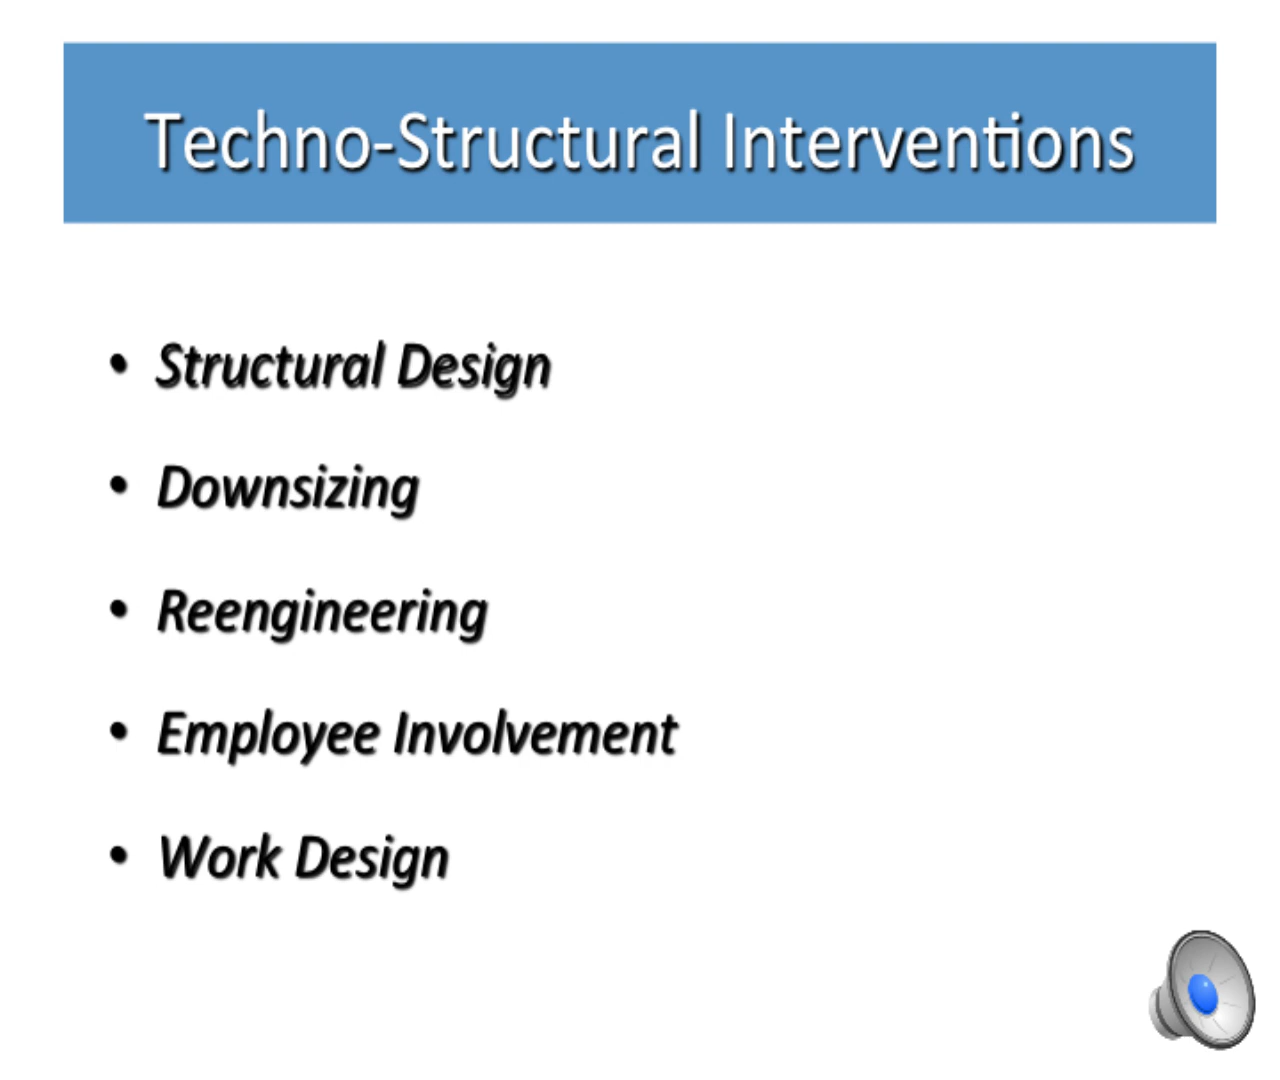 Techno-Structural Interventions
• Structural Design
• Downsizing
• Reengineering
• Employee Involvement
• Work Design